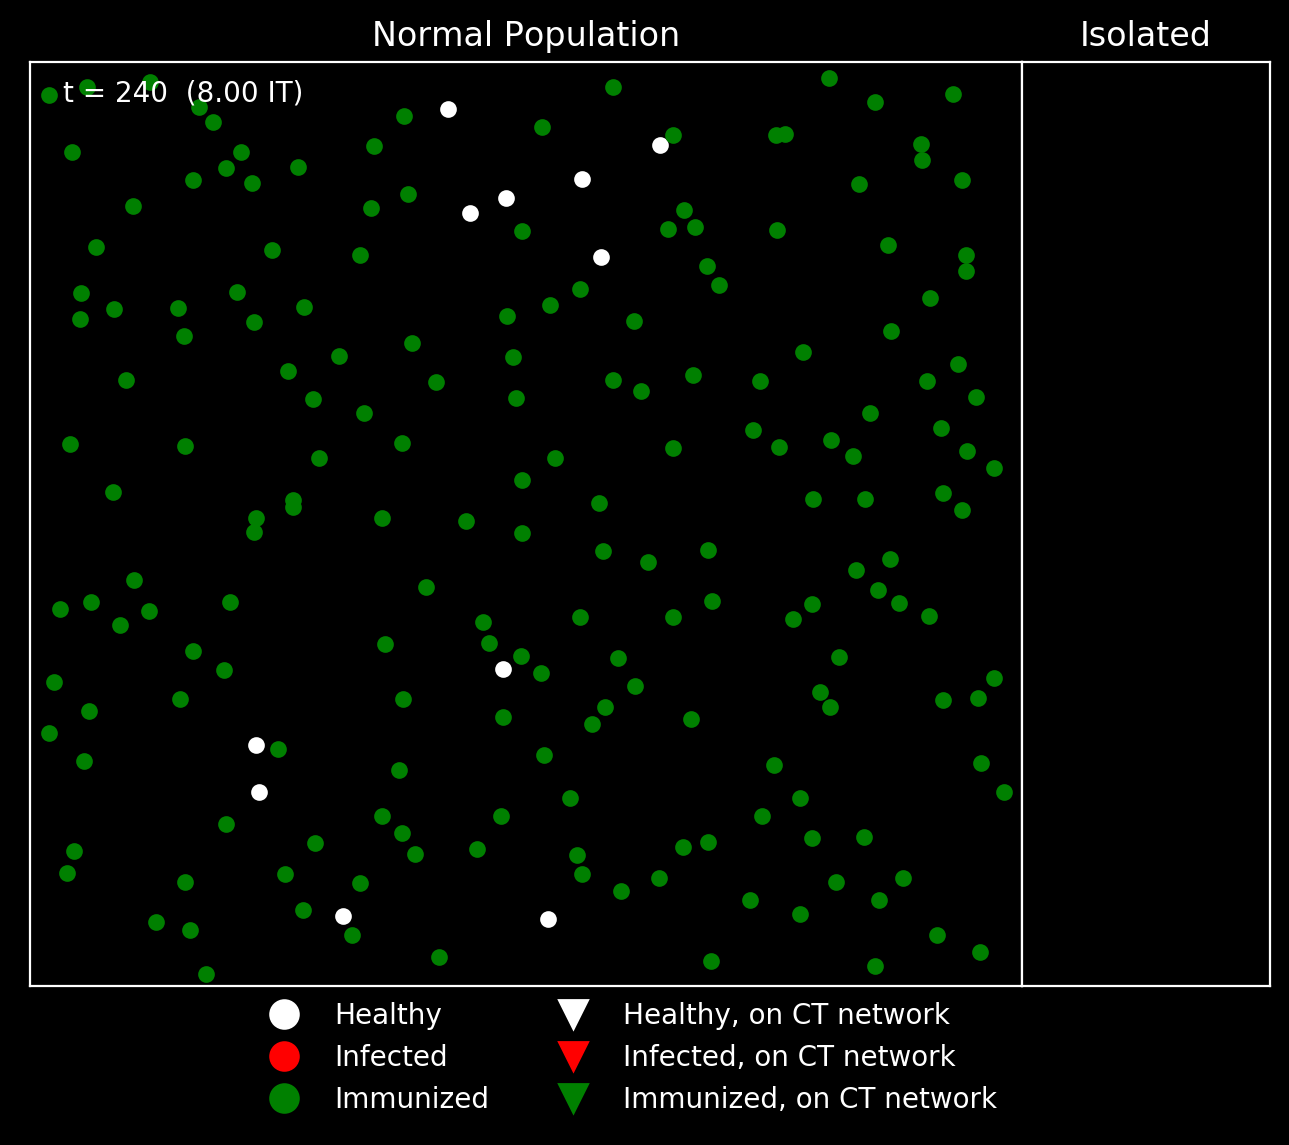 Normal Population
Isolated
t = 240  (8.00 IT)
Healthy
Infected
Immunized
Healthy, on CT network
Infected, on CT network
Immunized, on CT network